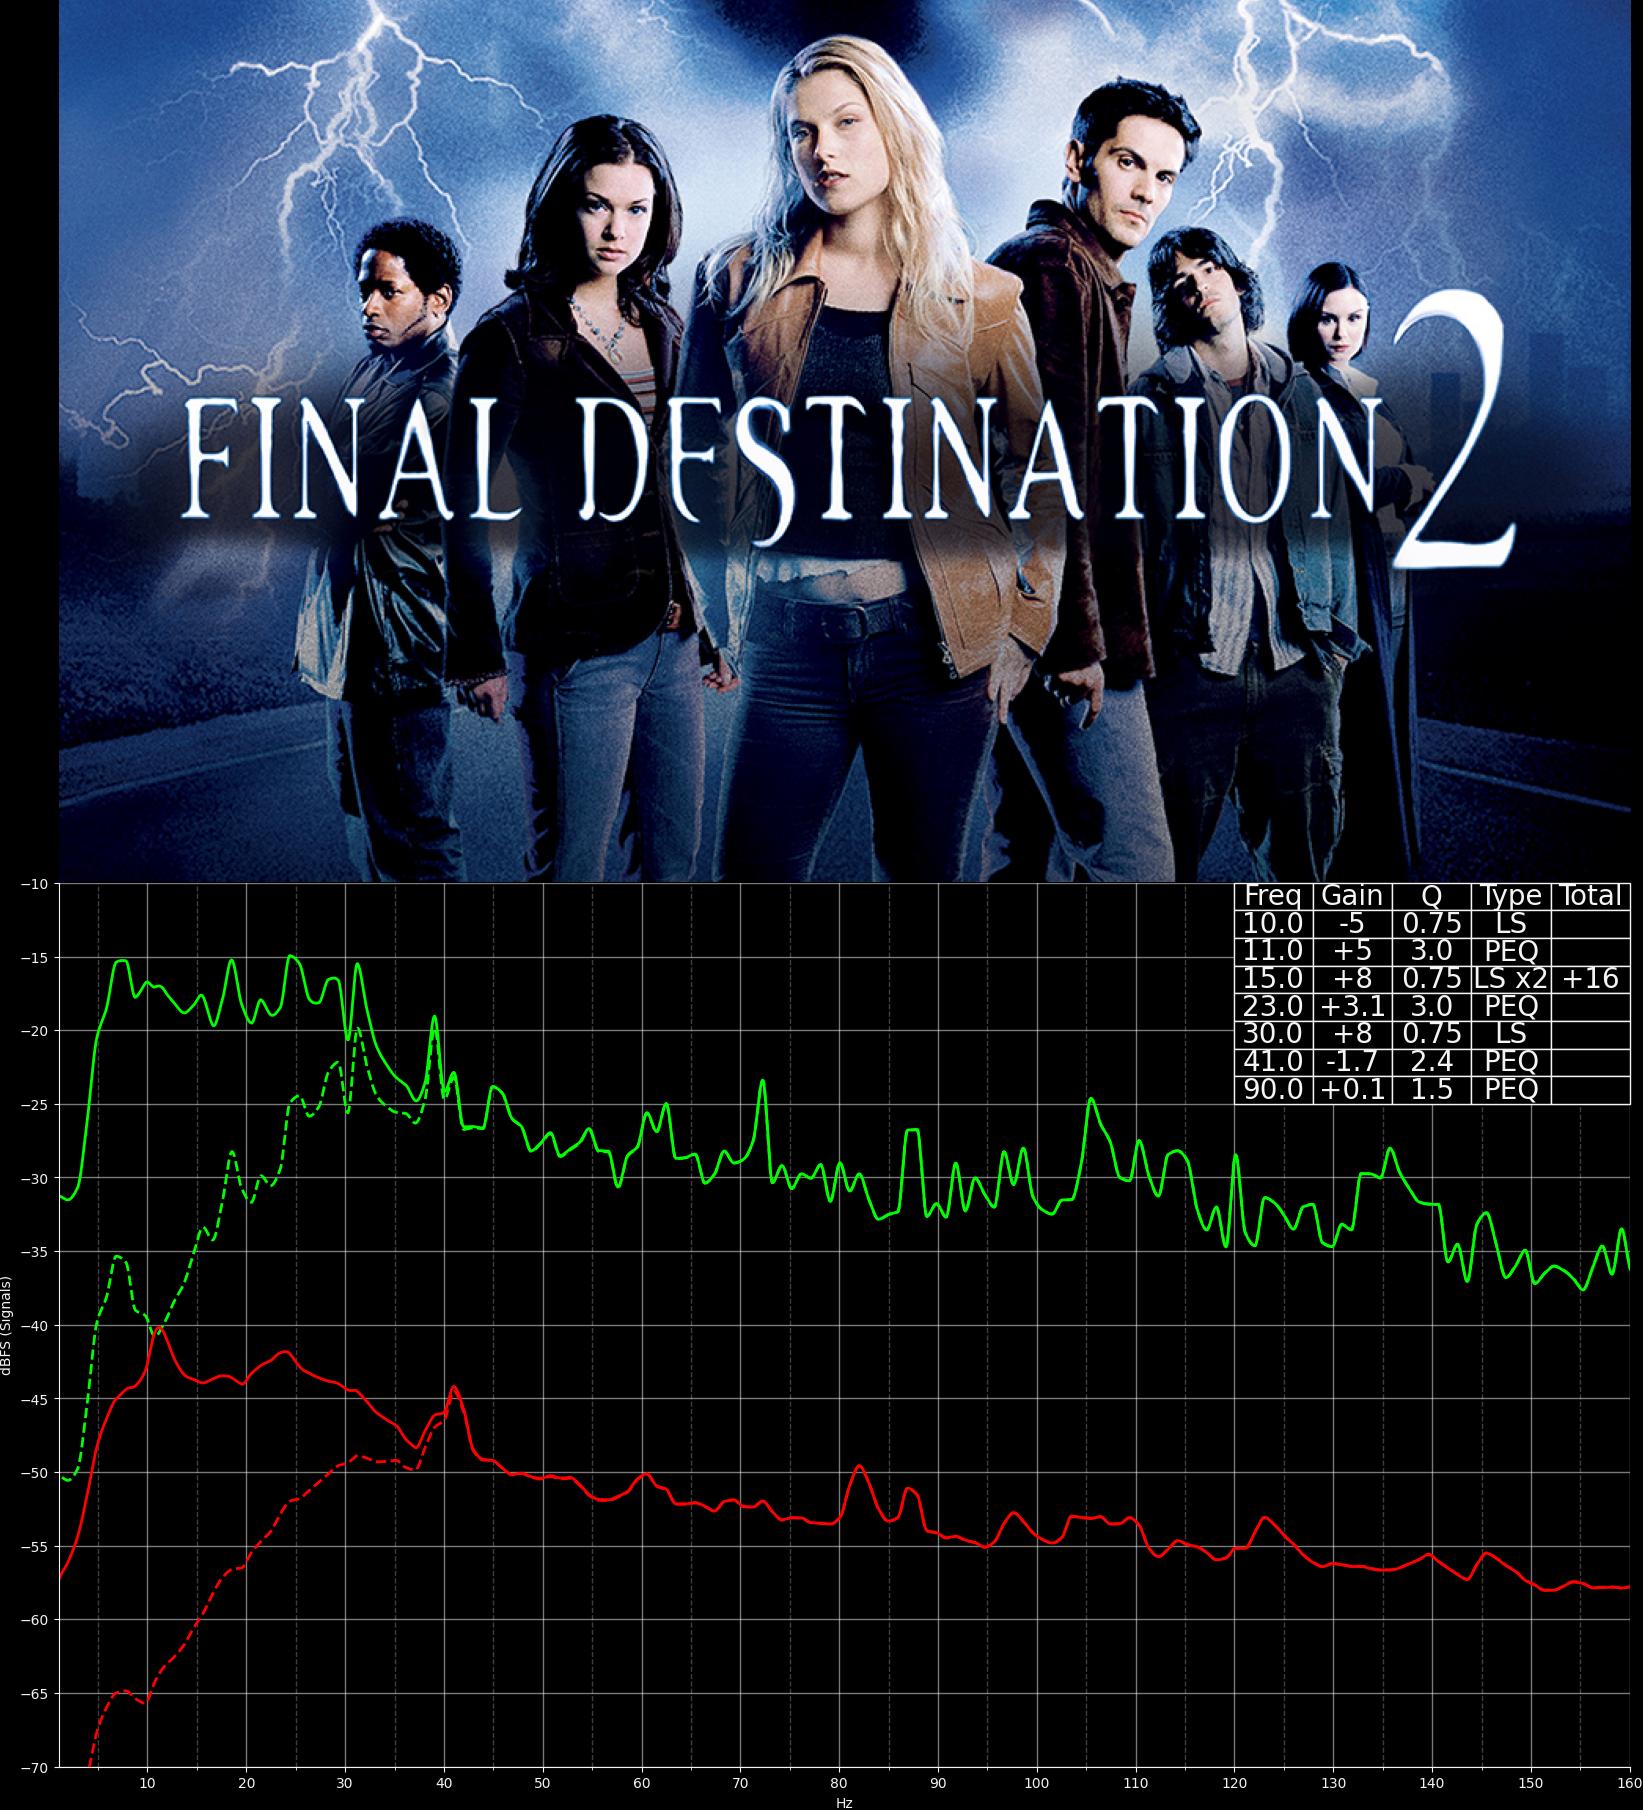 FINAL DESTINATION 2
Freq Gain Q Type Total
10.0 -5 0.75 LS
11.0 +5 3.0 PEQ
15.0 +8 0.75 LS x2 +16
23.0 +3.1 3.0 PEQ
30.0 +8 0.75 LS
41.0 -1.7 2.4 PEQ
90.0 +0.1 1.5 PEQ
−10
−15
−20
−25
−30
−35
−40
−45
−50
−55
−60
−65
−70
dBFS (Signals)
10 20 30 40 50 60 70 80 90 100 110 120 130 140 150 160
Hz